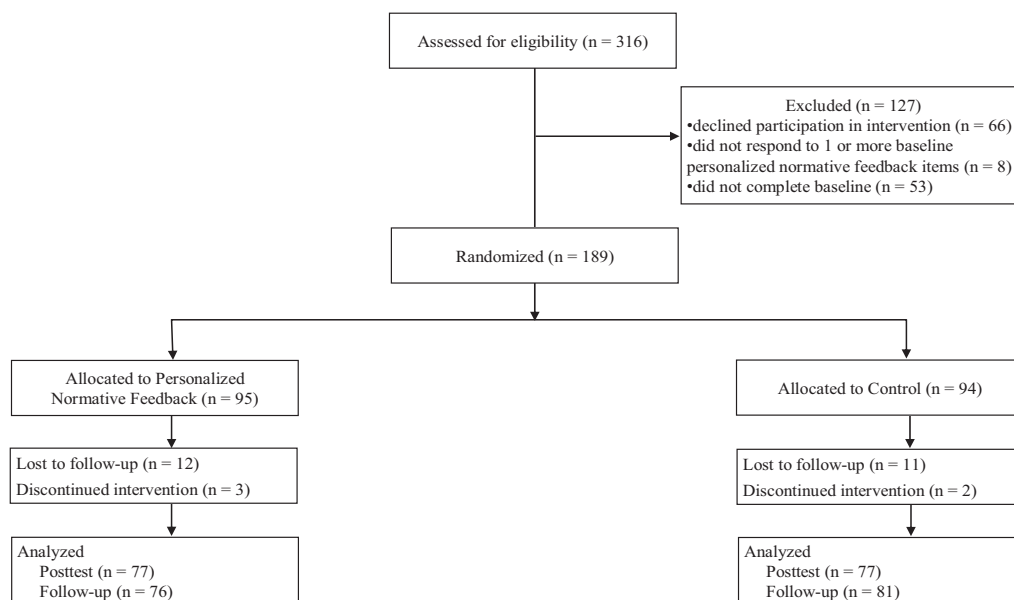 Assessed for eligibility (n = 316)
Excluded (n = 127)
•declined participation in intervention (n = 66)
•did not respond to 1 or more baseline
personalized normative feedback items (n = 8)
•did not complete baseline (n = 53)
Randomized (n = 189)
Allocated to Personalized
Normative Feedback (n = 95)
Lost to follow-up (n = 12)
Discontinued intervention (n = 3)
Analyzed
Posttest (n = 77)
Follow-up (n = 76)
Allocated to Control (n = 94)
Lost to follow-up (n = 11)
Discontinued intervention (n = 2)
Analyzed
Posttest (n = 77)
Follow-up (n = 81)